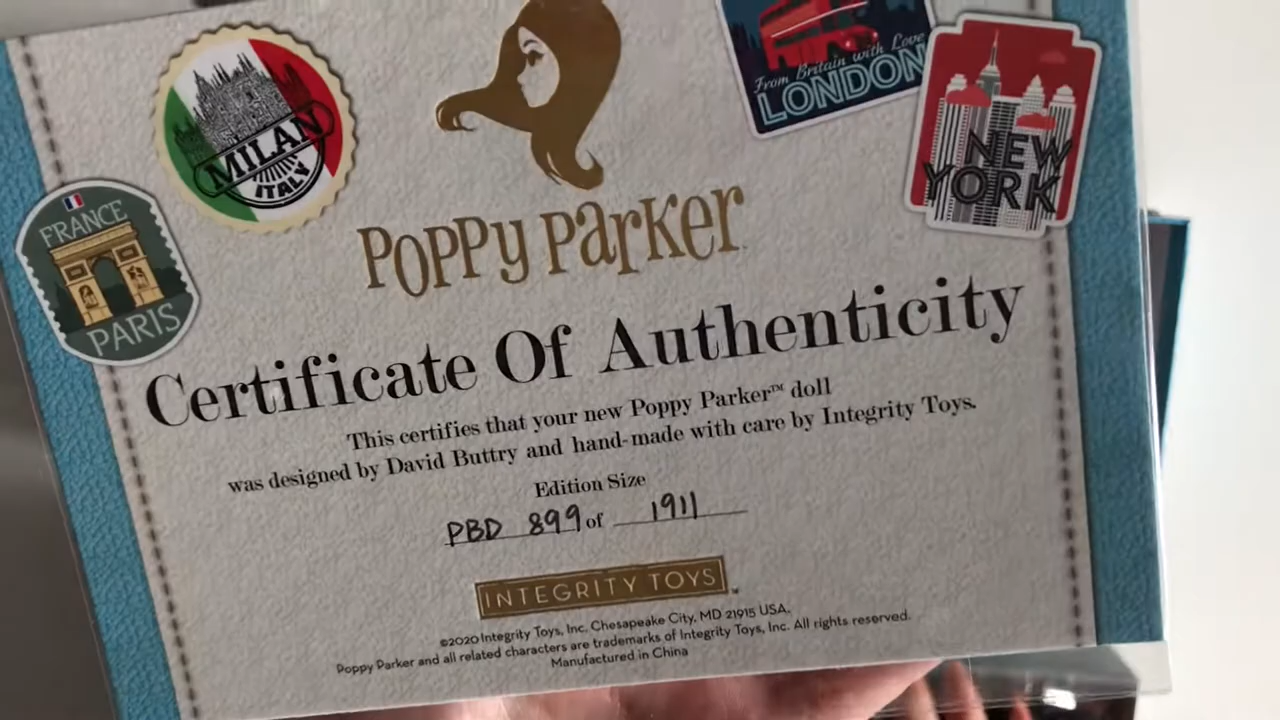 MILAN
ITALY
From Britain with Love
LONDON
NEW
YORK
FRANCE
PARIS
POPPY PARKER
Certificate Of Authenticity
This certifies that your new Poppy Parker™ doll
was designed by David Buttry and hand-made with care by Integrity Toys.
Edition Size
PBD 899 of 1911
INTEGRITY TOYS™
©2020 Integrity Toys, Inc. Chesapeake City, MD 21915 USA.
Poppy Parker and all related characters are trademarks of Integrity Toys, Inc. All rights reserved.
Manufactured in China